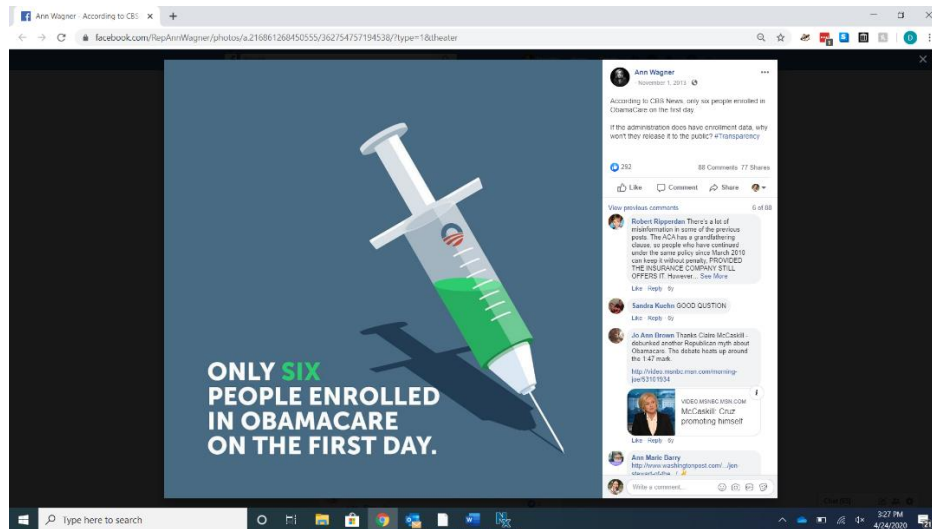 Ann Wagner - According to CBS
facebook.com/RepAnnWagner/photos/a.216861268450555/362754757194538/?type=1&theater
ONLY SIX
PEOPLE ENROLLED
IN OBAMACARE
ON THE FIRST DAY.
Ann Wagner
November 1, 2013
According to CBS News, only six people enrolled in
ObamaCare on the first day.
If the administration does have enrollment data, why
won't they release it to the public? #Transparency
292
88 Comments 77 Shares
Like Comment Share
View previous comments
6 of 88
Robert Ripperdan There's a lot of
misinformation in some of the previous
posts. The ACA has a grandfathering
clause, so people who have continued
under the same policy since March 2010
can keep it without penalty, PROVIDED
THE INSURANCE COMPANY STILL
OFFERS IT. However... See More
Like · Reply · 6y
Sandra Kuehn GOOD QUSTION
Like · Reply · 6y
Jo Ann Brown Thanks Claire McCaskill -
debunked another Republican myth about
Obamacare. The debate heats up around
the 1:47 mark.
http://video.msnbc.msn.com/morning-
joe/53101934
VIDEO.MSNBC.MSN.COM
McCaskill: Cruz
promoting himself
Like · Reply · 6y
Ann Marie Barry
http://www.washingtonpost.com/.../jon-
stewart-of-the.../
Write a comment...
Type here to search
3:27 PM
4/24/2020
21